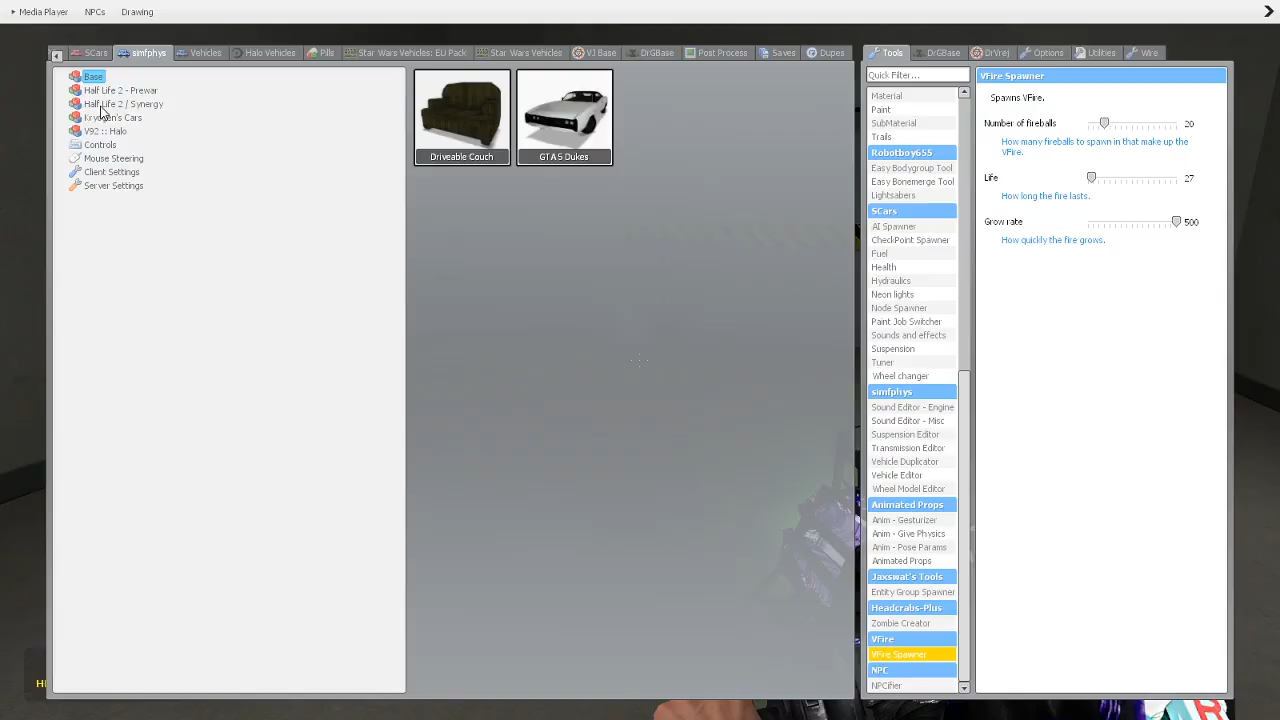 Media Player NPCs Drawing
SCars simfphys Vehicles Halo Vehicles Pills Star Wars Vehicles: EU Pack Star Wars Vehicles VJ Base DrGBase Post Process Saves Dupes
Base
Half Life 2 - Prewar
Half Life 2 / Synergy
Controls
V92 :: Halo
Mouse Steering
Client Settings
Server Settings
Driveable Couch
GTA 5 Dukes
Tools DrGBase DrVrej Options Utilities Wire
Quick Filter...
Material
Paint
SubMaterial
Trails
Robotboy655
Easy Bodygroup Tool
Easy Bonemerge Tool
Lightsabers
SCars
AI Spawner
CheckPoint Spawner
Fuel
Health
Hydraulics
Neon lights
Node Spawner
Paint Job Switcher
Sounds and effects
Suspension
Tuner
Wheel changer
simfphys
Sound Editor - Engine
Sound Editor - Misc
Suspension Editor
Transmission Editor
Vehicle Duplicator
Vehicle Editor
Wheel Model Editor
Animated Props
Anim - Gesturizer
Anim - Give Physics
Anim - Pose Params
Animated Props
Jaxswat's Tools
Entity Group Spawner
Headcrabs-Plus
Zombie Creator
VFire
VFire Spawner
NPC
NPCifier
VFire Spawner
Spawns VFire.
Number of fireballs 20
How many fireballs to spawn in that make up the
VFire.
Life 27
How long the fire lasts.
Grow rate 500
How quickly the fire grows.